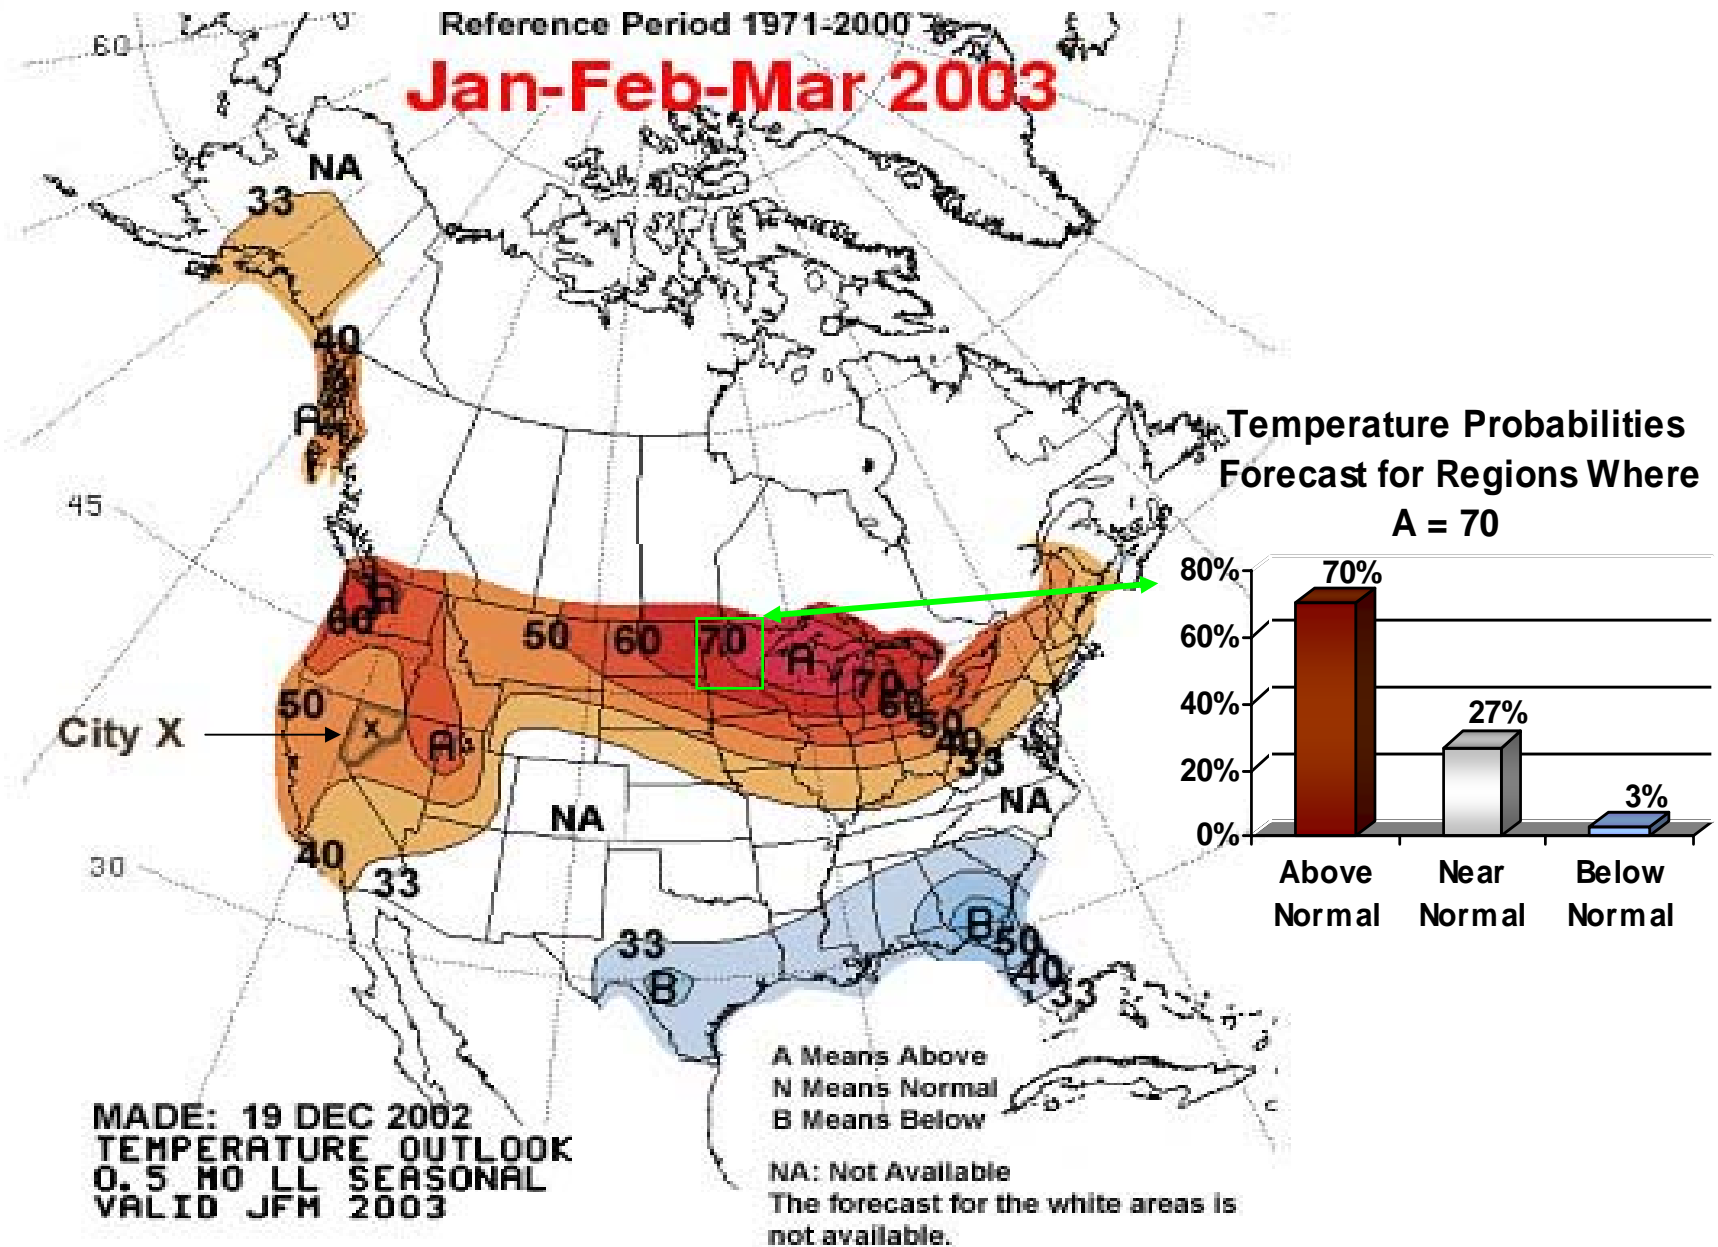 Reference Period 1971-2000
Jan-Feb-Mar 2003
60
NA
33
40
A
45
A
60
50
60
70
A
70
60
50
40
33
50
City X
X
A
NA
NA
40
33
30
33
B
B
50
40
33
Temperature Probabilities
Forecast for Regions Where
A = 70
80%
60%
40%
20%
0%
70%
27%
3%
Above
Normal
Near
Normal
Below
Normal
A Means Above
N Means Normal
B Means Below
NA: Not Available
The forecast for the white areas is
not available.
MADE: 19 DEC 2002
TEMPERATURE OUTLOOK
0.5 MO LL SEASONAL
VALID JFM 2003